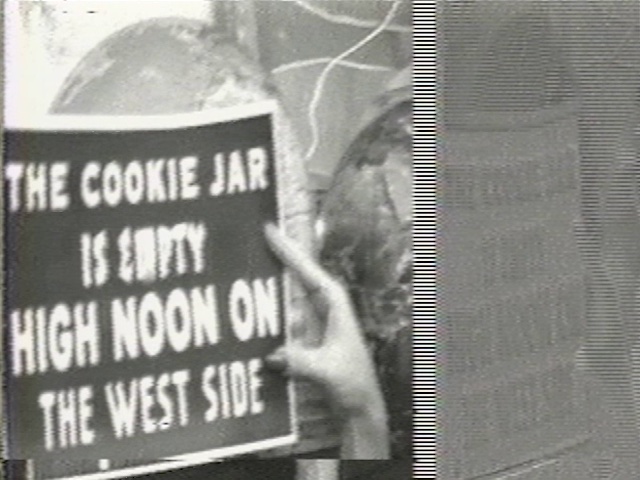 THE COOKIE JAR
IS EMPTY
HIGH NOON ON
THE WEST SIDE